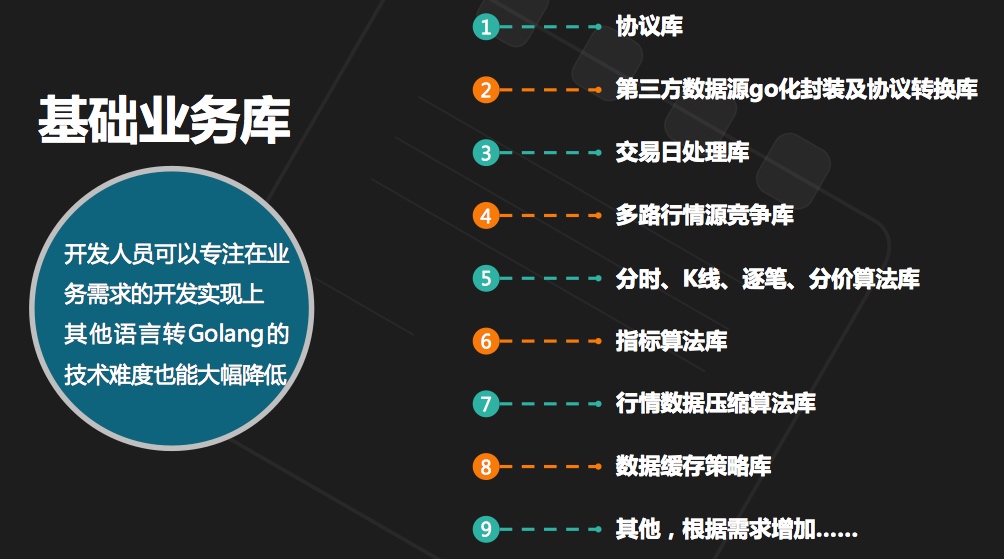 基础业务库
开发人员可以专注在业
务需求的开发实现上
其他语言转Golang的
技术难度也能大幅降低
1 协议库
2 第三方数据源go化封装及协议转换库
3 交易日处理库
4 多路行情源竞争库
5 分时、K线、逐笔、分价算法库
6 指标算法库
7 行情数据压缩算法库
8 数据缓存策略库
9 其他，根据需求增加……